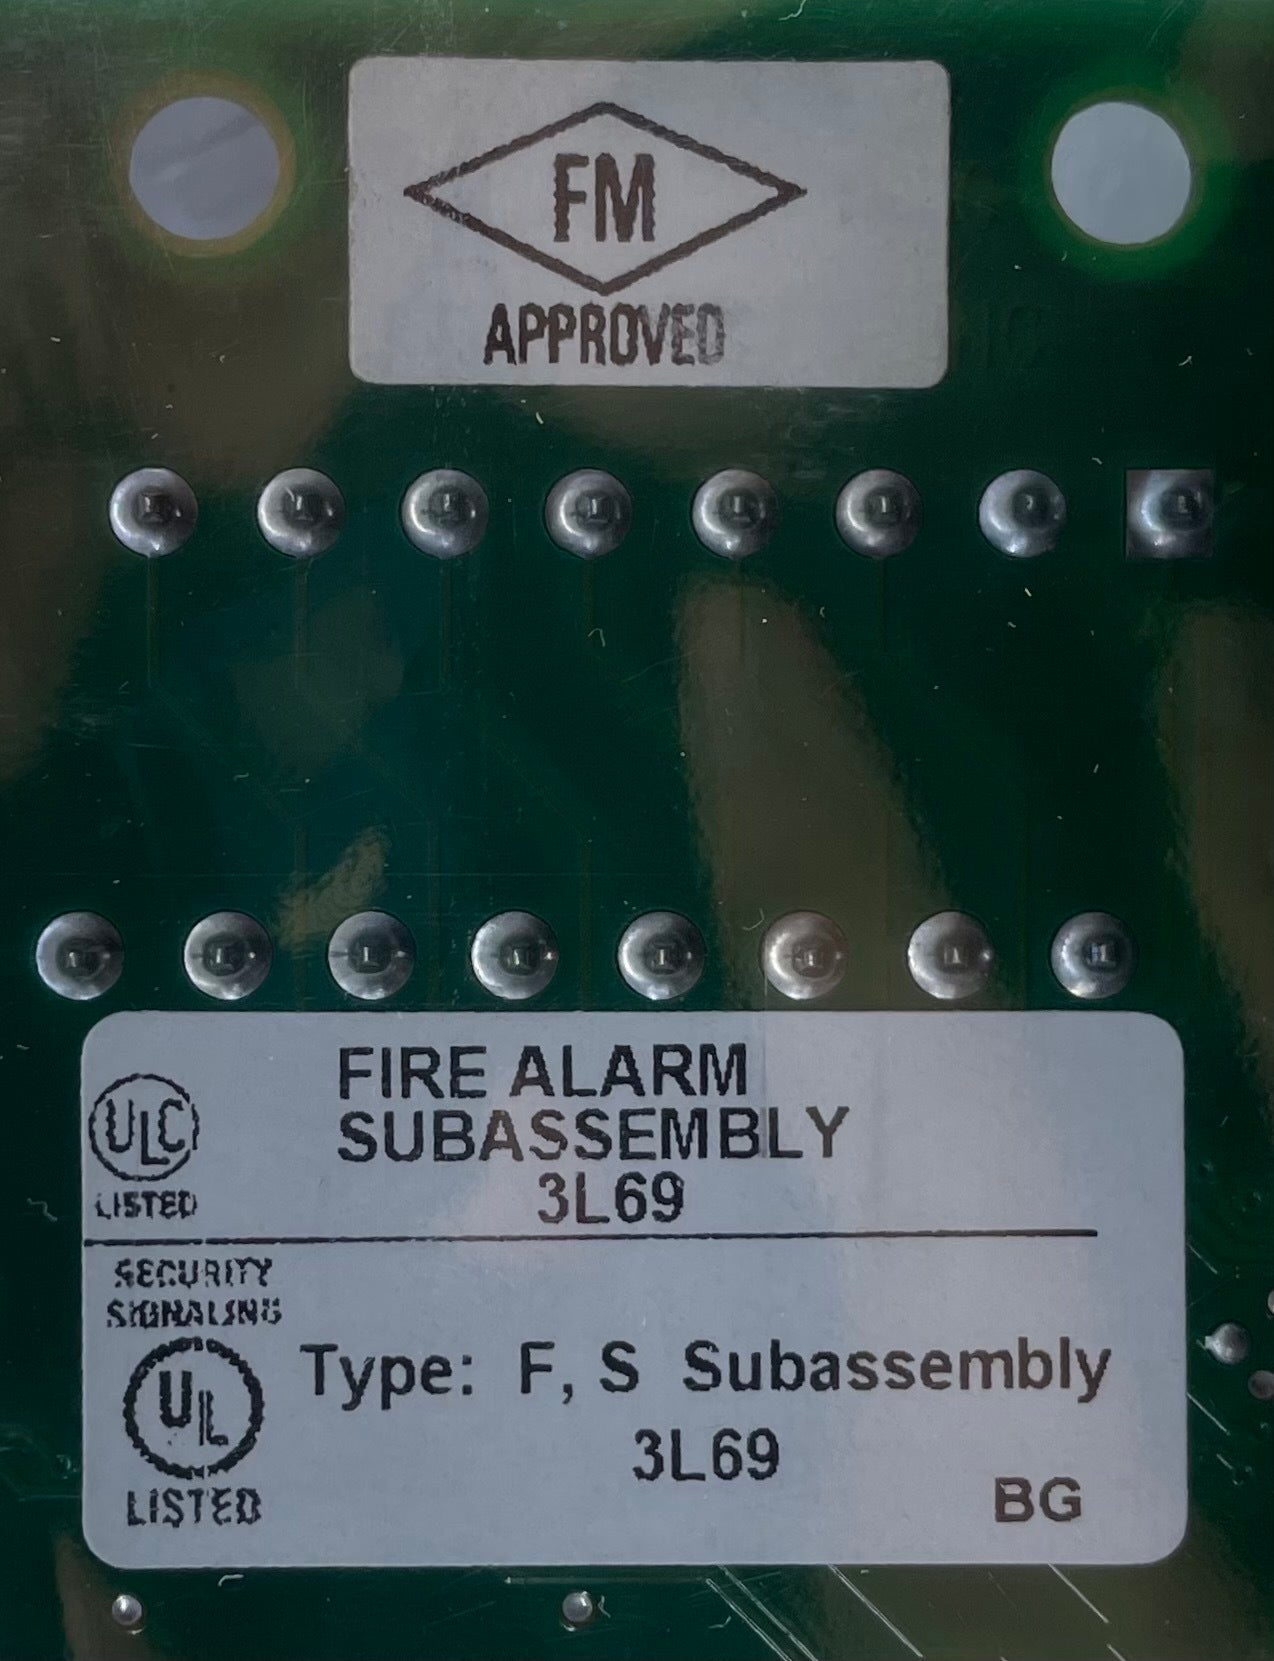 FM
APPROVED
FIRE ALARM
SUBASSEMBLY
3L69
ULC
LISTED
SECURITY
SIGNALING
UL
LISTED
Type: F, S Subassembly
3L69
BG